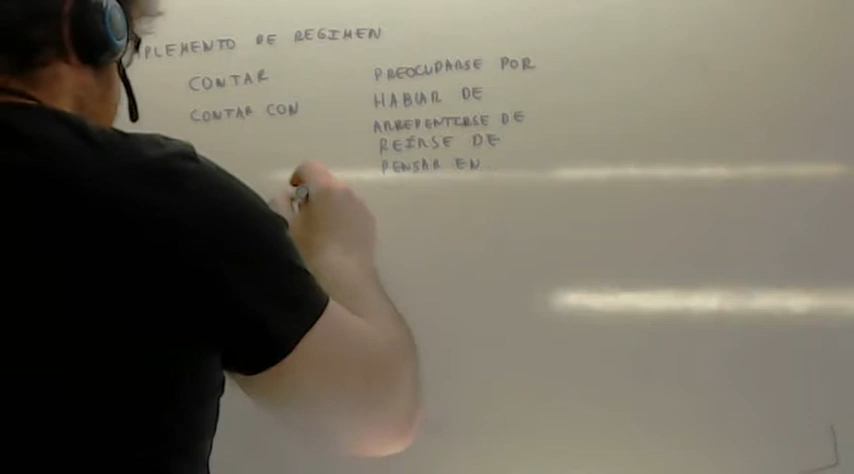 PLEMENTO DE REGIMEN
CONTAR
CONTAR CON
PREOCUPARSE POR
HABLAR DE
ARREPENTIRSE DE
REÍRSE DE
PENSAR EN